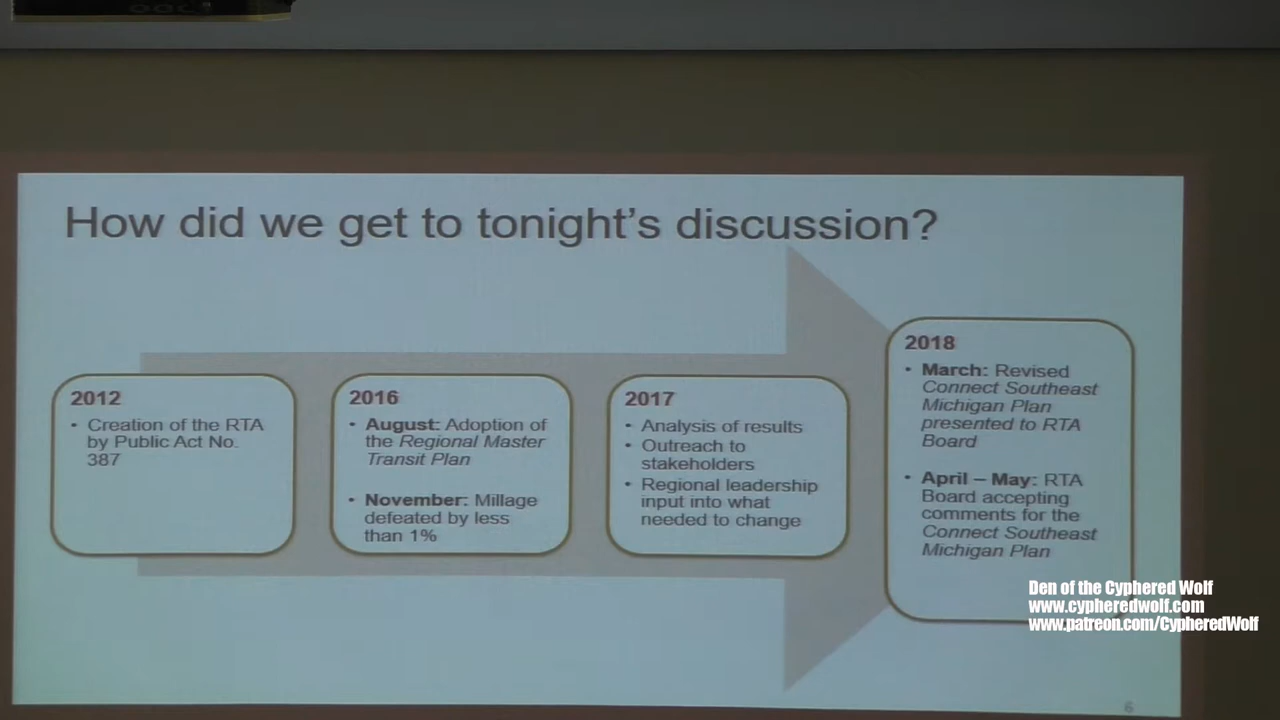 How did we get to tonight's discussion?
2012
• Creation of the RTA
by Public Act No.
387
2016
• August: Adoption of
the Regional Master
Transit Plan
• November: Millage
defeated by less
than 1%
2017
• Analysis of results
• Outreach to
stakeholders
• Regional leadership
input into what
needed to change
2018
• March: Revised
Connect Southeast
Michigan Plan
presented to RTA
Board
• April – May: RTA
Board accepting
comments for the
Connect Southeast
Michigan Plan
Den of the Cyphered Wolf
www.cypheredwolf.com
www.patreon.com/CypheredWolf
6